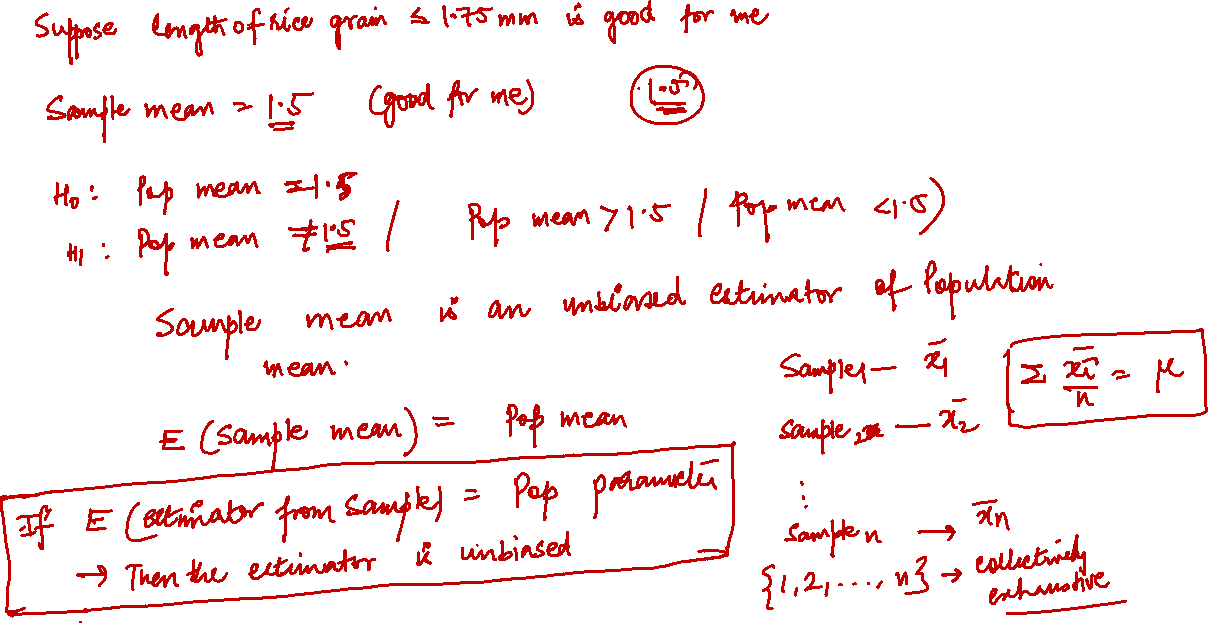 Suppose length of rice grain ≤ 1.75 mm is good for me
Sample mean = 1.5 (good for me) 1.5
H₀: Pop mean = 1.5
H₁: Pop mean ≠ 1.5 / Pop mean > 1.5 / Pop mean < 1.5)
Sample mean is an unbiased estimator of Population
mean.
E (sample mean) = Pop mean
If E (estimator from sample) = Pop parameter
→ Then the estimator is unbiased
Sample₁ — x̄₁
Sample₂ — x̄₂
⋮
Sample n → x̄n
{1, 2, ..., n} → collectively
exhaustive
Σ x̄i/n = μ